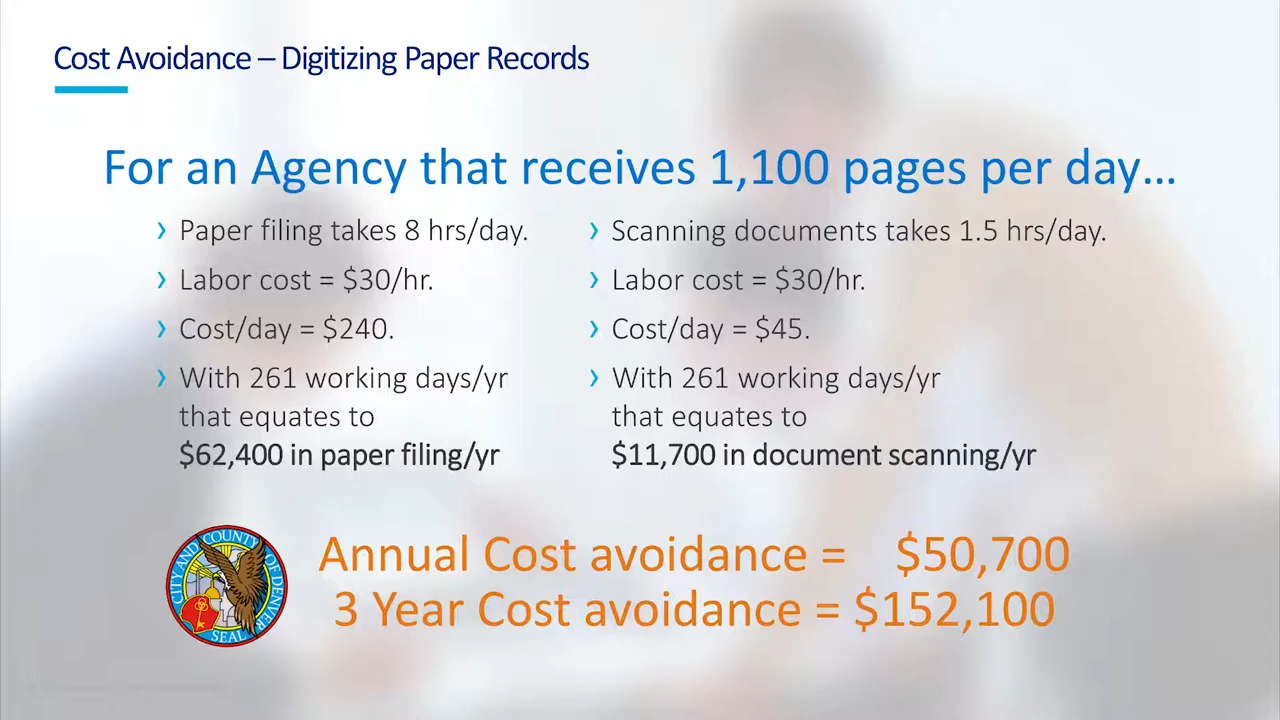 Cost Avoidance – Digitizing Paper Records
For an Agency that receives 1,100 pages per day...
› Paper filing takes 8 hrs/day.
› Labor cost = $30/hr.
› Cost/day = $240.
› With 261 working days/yr
that equates to
$62,400 in paper filing/yr
› Scanning documents takes 1.5 hrs/day.
› Labor cost = $30/hr.
› Cost/day = $45.
› With 261 working days/yr
that equates to
$11,700 in document scanning/yr
CITY AND COUNTY OF DENVER
SEAL
Annual Cost avoidance = $50,700
3 Year Cost avoidance = $152,100